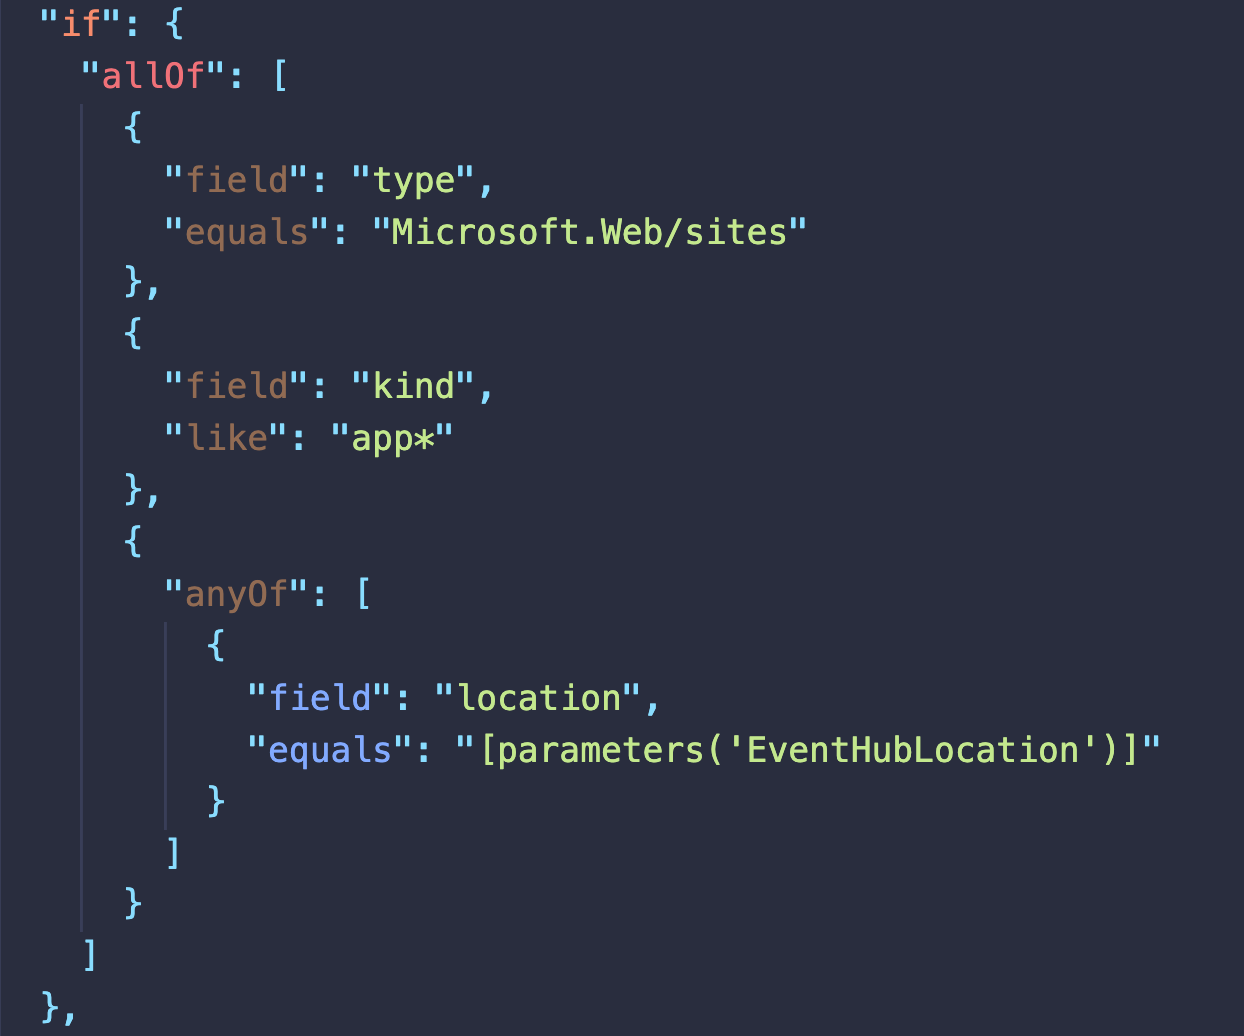 "if": {
"allOf": [
{
"field": "type",
"equals": "Microsoft.Web/sites"
},
{
"field": "kind",
"like": "app*"
},
{
"anyOf": [
{
"field": "location",
"equals": "[parameters('EventHubLocation')]"
}
]
}
]
},